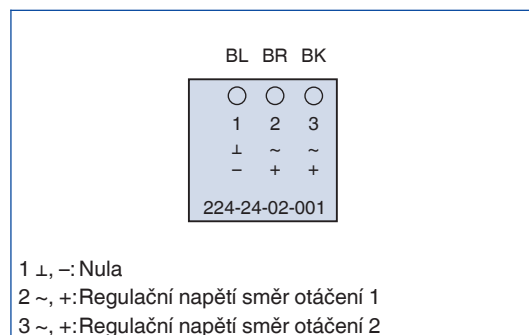 BL BR BK
1 2 3
⊥ ~ ~
– + +
224-24-02-001
1 ⊥, –: Nula
2 ~, +: Regulační napětí směr otáčení 1
3 ~, +: Regulační napětí směr otáčení 2